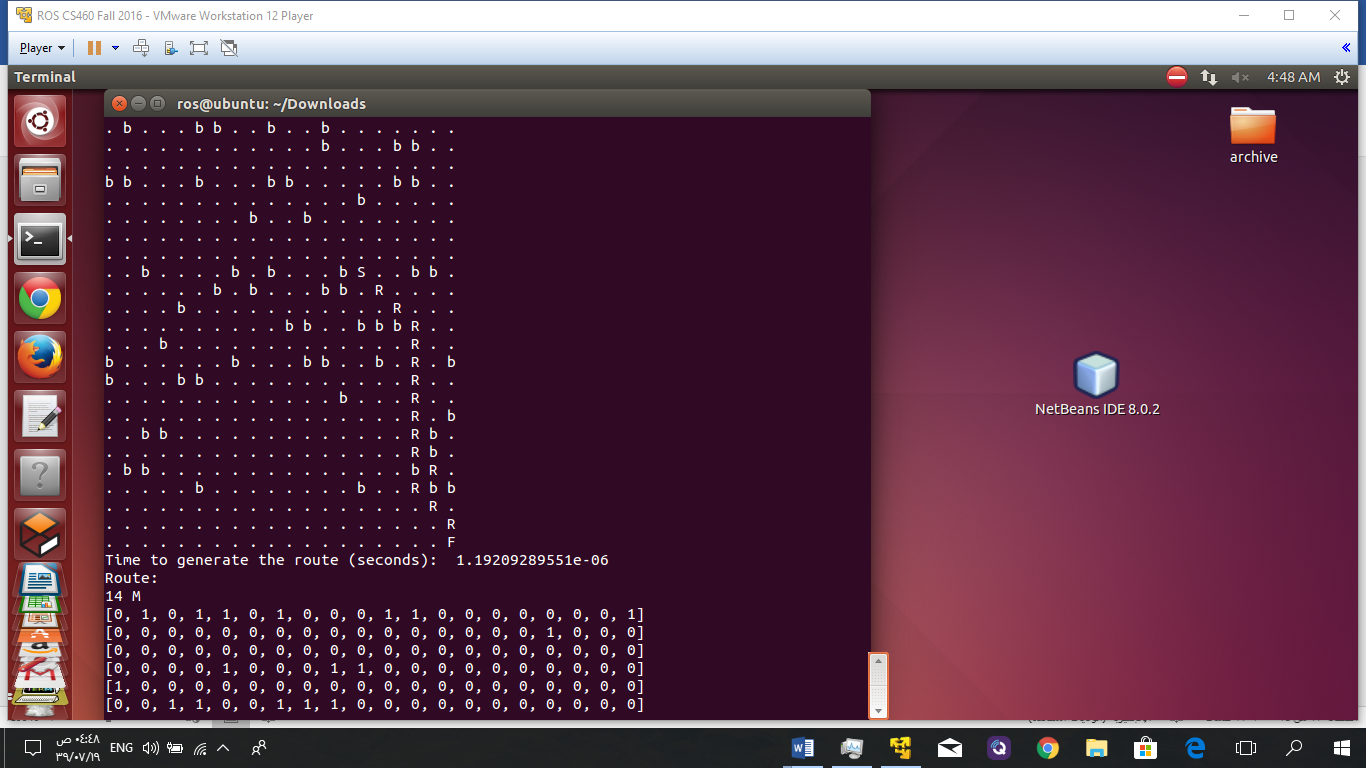 ROS CS460 Fall 2016 - VMware Workstation 12 Player
Player
Terminal
4:48 AM
ros@ubuntu: ~/Downloads
. b . . . b b . . b . . b . . . . . . .
. . . . . . . . . . . . b . . . b b . .
. . . . . . . . . . . . . . . . . . . .
b b . . . b . . . b b . . . . . b b . .
. . . . . . . . . . . . . . b . . . . .
. . . . . . . . b . . b . . . . . . . .
. . . . . . . . . . . . . . . . . . . .
. . . . . . . . . . . . . . . . . . . .
. . b . . . . b . b . . . b S . . b b .
. . . . . . b . b . . . b b . R . . . .
. . . . b . . . . . . . . . . . R . . .
. . . . . . . . . . b b . . b b b R . .
. . . b . . . . . . . . . . . . . R . .
b . . . . . . b . . . b b . . b . R . b
b . . . b b . . . . . . . . . . . R . .
. . . . . . . . . . . . . b . . . R . .
. . . . . . . . . . . . . . . . . R . b
. . b b . . . . . . . . . . . . . R b .
. . . . . . . . . . . . . . . . . R b .
. b b . . . . . . . . . . . . . . b R .
. . . . . b . . . . . . . . b . . R b b
. . . . . . . . . . . . . . . . . . R .
. . . . . . . . . . . . . . . . . . . R
. . . . . . . . . . . . . . . . . . . F
Time to generate the route (seconds):  1.19209289551e-06
Route:
14 M
[0, 1, 0, 1, 1, 0, 1, 0, 0, 0, 1, 1, 0, 0, 0, 0, 0, 0, 0, 1]
[0, 0, 0, 0, 0, 0, 0, 0, 0, 0, 0, 0, 0, 0, 0, 0, 1, 0, 0, 0]
[0, 0, 0, 0, 0, 0, 0, 0, 0, 0, 0, 0, 0, 0, 0, 0, 0, 0, 0, 0]
[0, 0, 0, 0, 1, 0, 0, 0, 1, 1, 0, 0, 0, 0, 0, 0, 0, 0, 0, 0]
[1, 0, 0, 0, 0, 0, 0, 0, 0, 0, 0, 0, 0, 0, 0, 0, 0, 0, 0, 0]
[0, 0, 1, 1, 0, 0, 1, 1, 1, 0, 0, 0, 0, 0, 0, 0, 0, 0, 0, 0]
archive
NetBeans IDE 8.0.2
ENG
٠٤:٤٨ ص
٣٩/٠٧/١٩